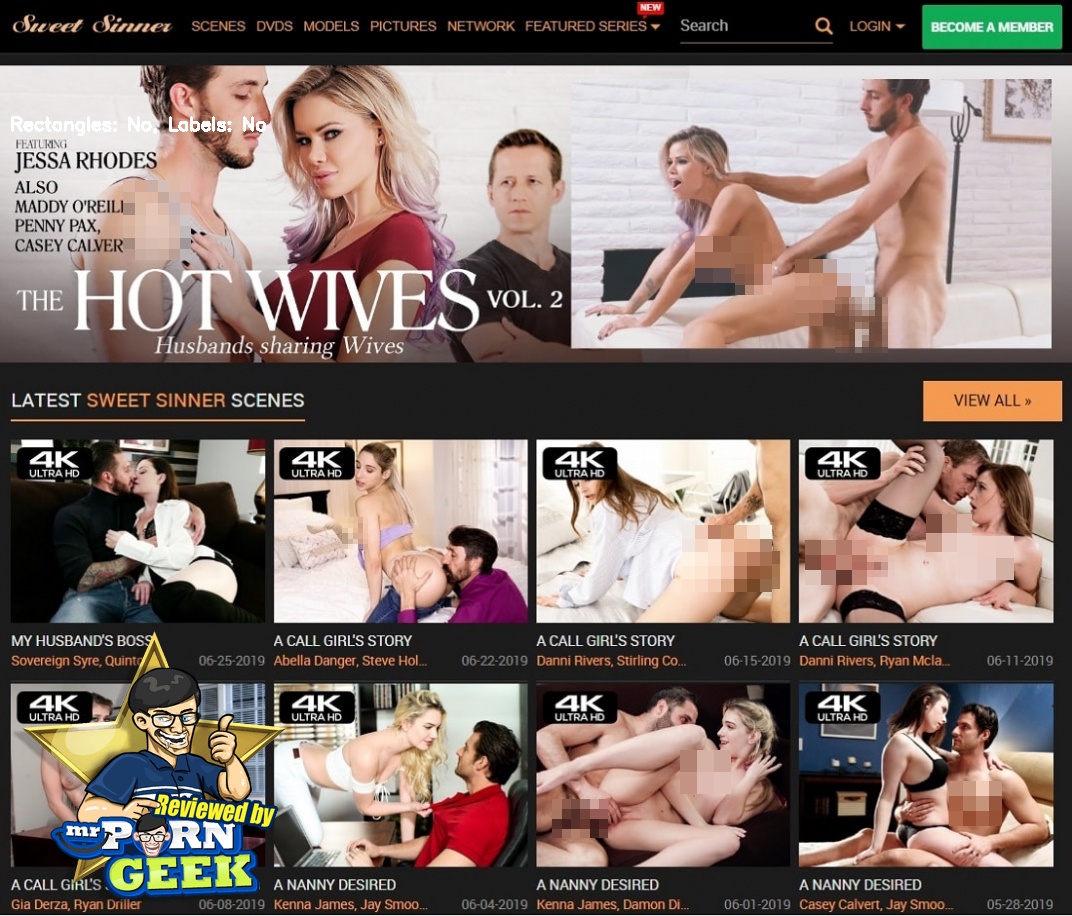 Sweet Sinner SCENES DVDS MODELS PICTURES NETWORK FEATURED SERIES NEW Search LOGIN BECOME A MEMBER
Rectangles: No, Labels: No
FEATURING
JESSA RHODES
ALSO
MADDY O'REIL
PENNY PAX,
CASEY CALVER
THE HOT WIVES VOL. 2
Husbands sharing Wives
LATEST SWEET SINNER SCENES VIEW ALL »
4K 4K 4K 4K
ULTRA HD ULTRA HD ULTRA HD ULTRA HD
MY HUSBAND'S BOSS A CALL GIRL'S STORY A CALL GIRL'S STORY A CALL GIRL'S STORY
Sovereign Syre, Quint 06-25-2019 Abella Danger, Steve Hol... 06-22-2019 Danni Rivers, Stirling Co... 06-15-2019 Danni Rivers, Ryan Mcla... 06-11-2019
4K 4K 4K 4K
ULTRA HD ULTRA HD ULTRA HD ULTRA HD
Reviewed by
mr PORN
GEEK
A CALL GIRL'S A NANNY DESIRED A NANNY DESIRED A NANNY DESIRED
Gia Derza, Ryan Driller 06-08-2019 Kenna James, Jay Smoo... 06-04-2019 Kenna James, Damon Di... 06-01-2019 Casey Calvert, Jay Smoo... 05-28-2019